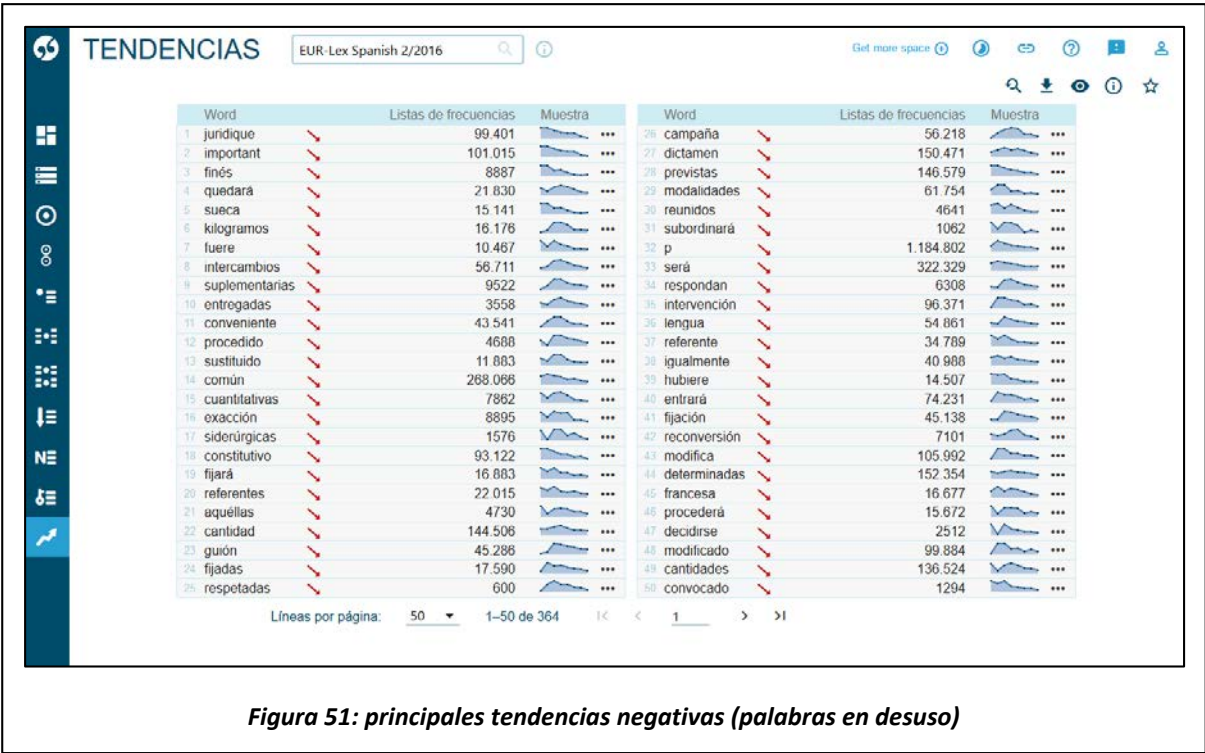 TENDENCIAS
EUR-Lex Spanish 2/2016
Get more space
Word Listas de frecuencias Muestra
1 juridique 99.401
2 important 101.015
3 finés 8887
4 quedará 21.830
5 sueca 15.141
6 kilogramos 16.176
7 fuere 10.467
8 intercambios 56.711
9 suplementarias 9522
10 entregadas 3558
11 conveniente 43.541
12 procedido 4688
13 sustituido 11.883
14 común 268.066
15 cuantitativas 7862
16 exacción 8895
17 siderúrgicas 1576
18 constitutivo 93.122
19 fijará 16.883
20 referentes 22.015
21 aquéllas 4730
22 cantidad 144.506
23 guión 45.286
24 fijadas 17.590
25 respetadas 600
Word Listas de frecuencias Muestra
26 campaña 56.218
27 dictamen 150.471
28 previstas 146.579
29 modalidades 61.754
30 reunidos 4641
31 subordinará 1062
32 p 1.184.802
33 será 322.329
34 respondan 6308
35 intervención 96.371
36 lengua 54.861
37 referente 34.789
38 igualmente 40.988
39 hubiere 14.507
40 entrará 74.231
41 fijación 45.138
42 reconversión 7101
43 modifica 105.992
44 determinadas 152.354
45 francesa 16.677
46 procederá 15.672
47 decidirse 2512
48 modificado 99.884
49 cantidades 136.524
50 convocado 1294
Líneas por página: 50 1–50 de 364 1
Figura 51: principales tendencias negativas (palabras en desuso)